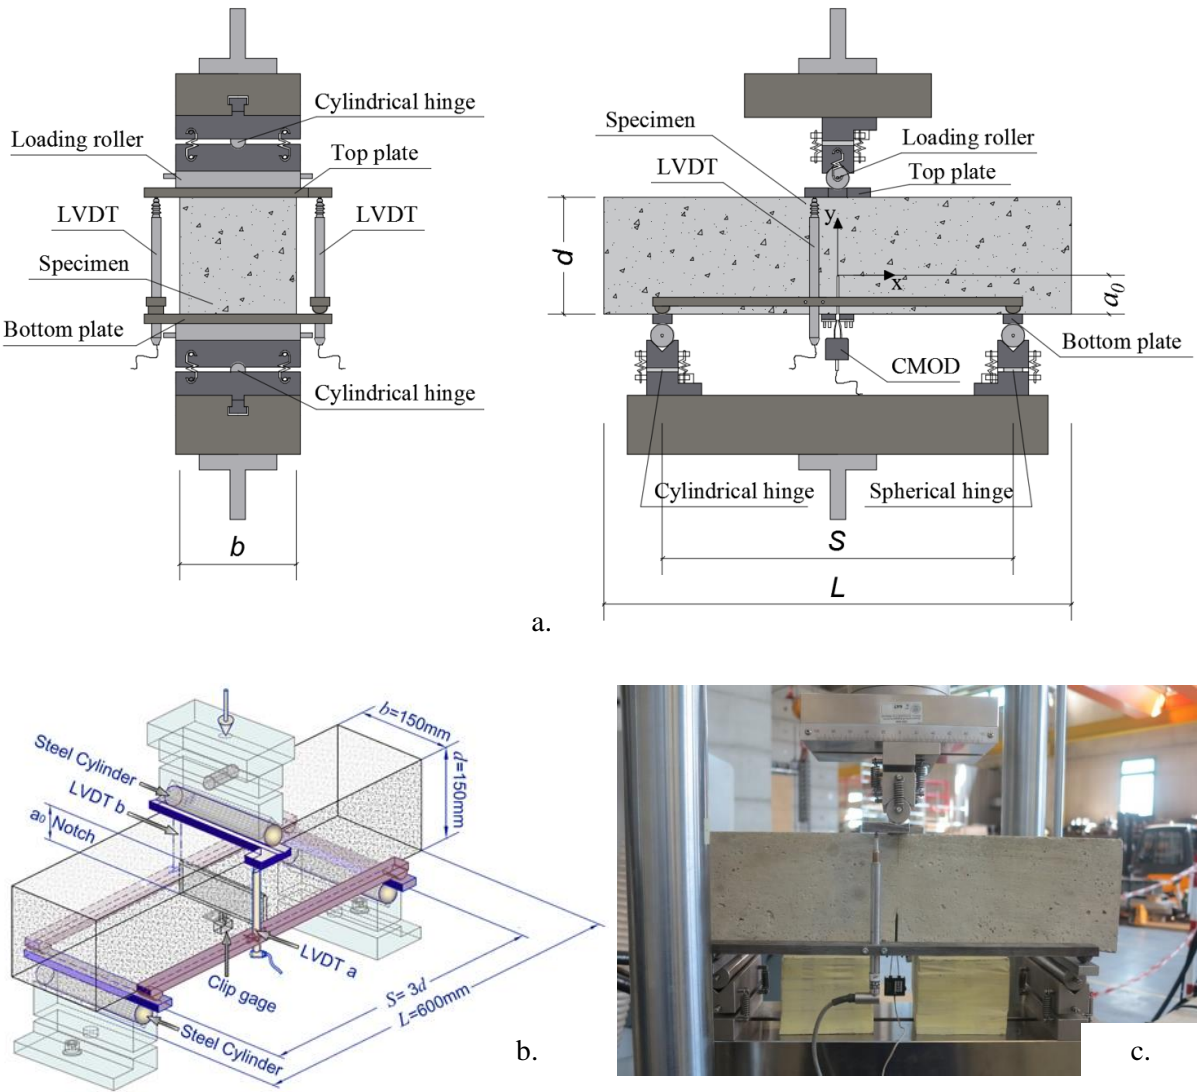 Cylindrical hinge
Loading roller
Top plate
LVDT
LVDT
Specimen
Bottom plate
Cylindrical hinge
b
Specimen
Loading roller
LVDT
Top plate
y
d
x
a0
Bottom plate
CMOD
Cylindrical hinge
Spherical hinge
S
L
a.
b=150mm
d=150mm
Steel Cylinder
LVDT b
a0
Notch
LVDT a
Clip gage
S= 3d
L=600mm
Steel Cylinder
b.
c.